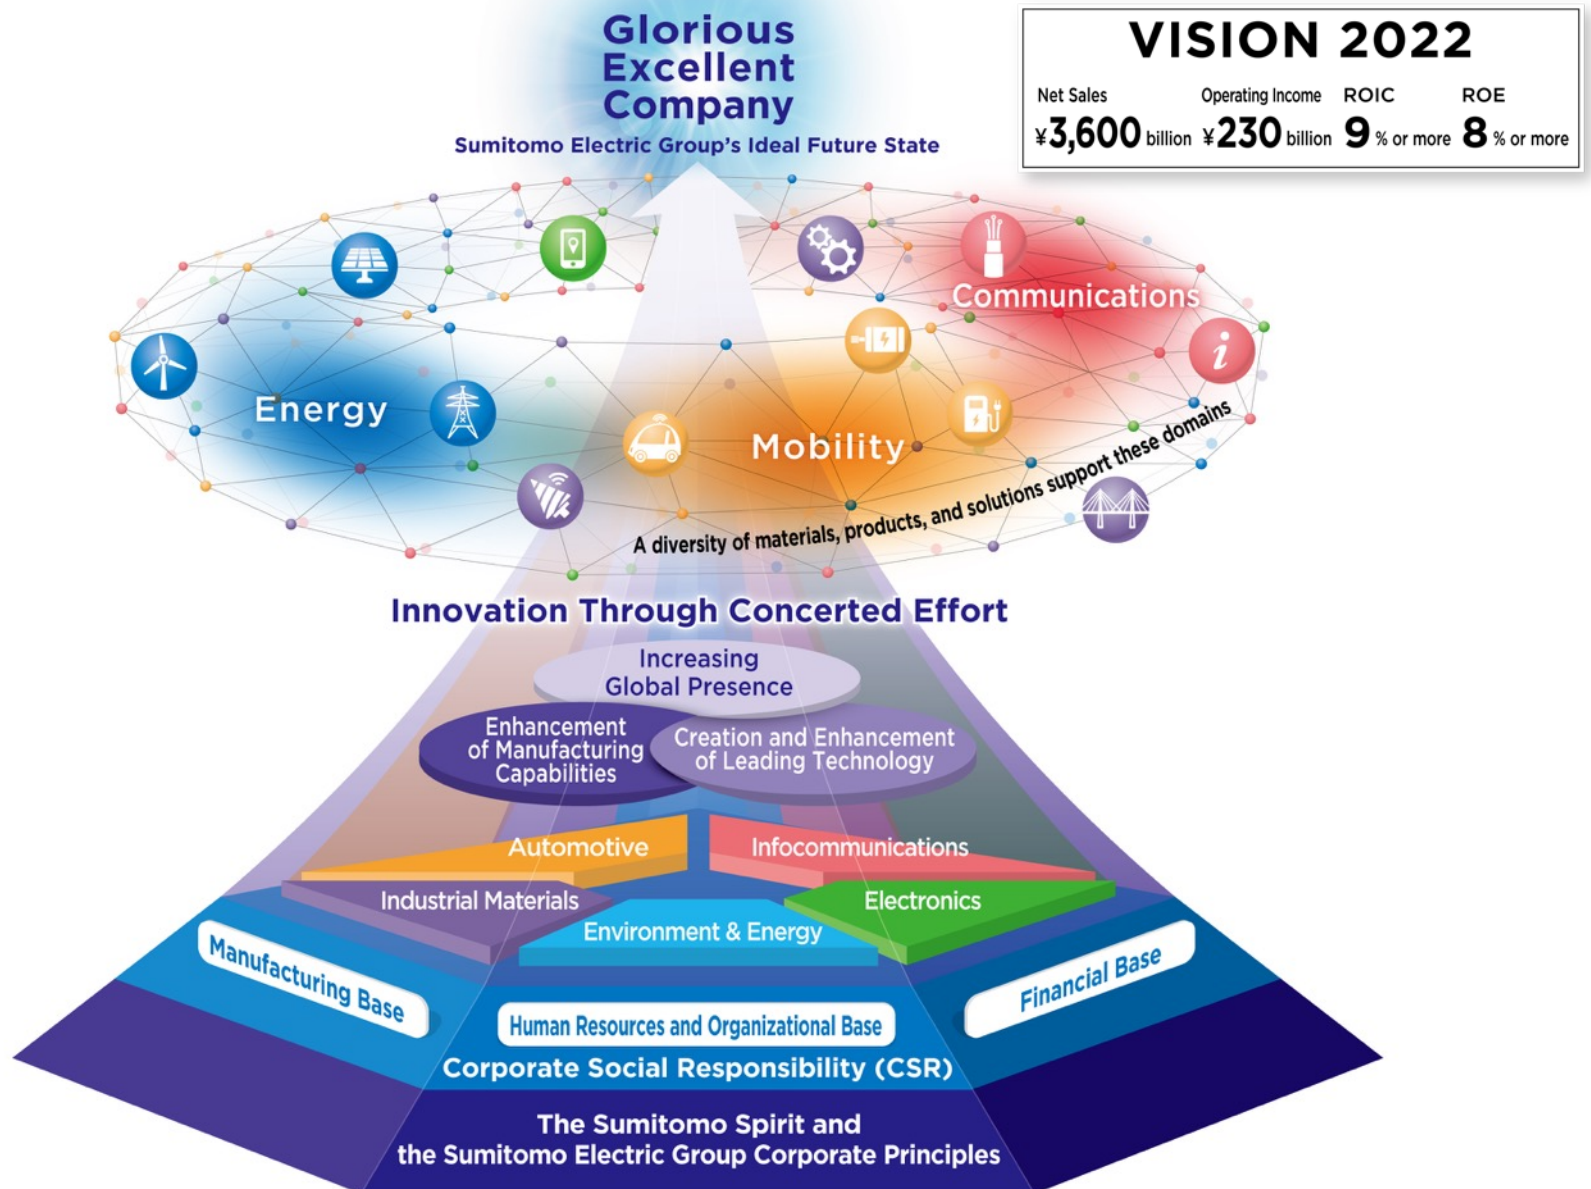 Glorious
Excellent
Company
Sumitomo Electric Group's Ideal Future State
VISION 2022
Net Sales
¥3,600 billion
Operating Income
¥230 billion
ROIC
9 % or more
ROE
8 % or more
Communications
i
Energy
Mobility
A diversity of materials, products, and solutions support these domains
Innovation Through Concerted Effort
Increasing
Global Presence
Enhancement
of Manufacturing
Capabilities
Creation and Enhancement
of Leading Technology
Automotive
Infocommunications
Industrial Materials
Electronics
Environment & Energy
Manufacturing Base
Financial Base
Human Resources and Organizational Base
Corporate Social Responsibility (CSR)
The Sumitomo Spirit and
the Sumitomo Electric Group Corporate Principles